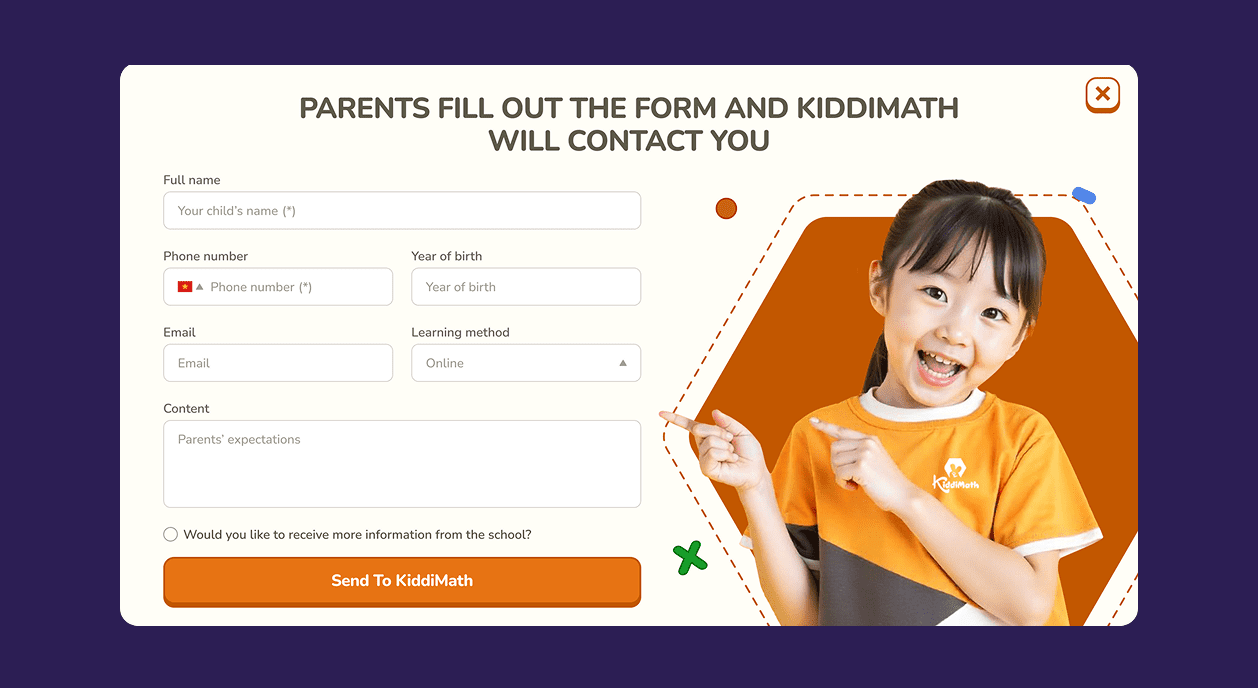 PARENTS FILL OUT THE FORM AND KIDDIMATH
WILL CONTACT YOU
Full name
Your child's name (*)
Phone number
Year of birth
Phone number (*)
Year of birth
Email
Learning method
Email
Online
Content
Parents' expectations
Would you like to receive more information from the school?
Send To KiddiMath
KiddiMath